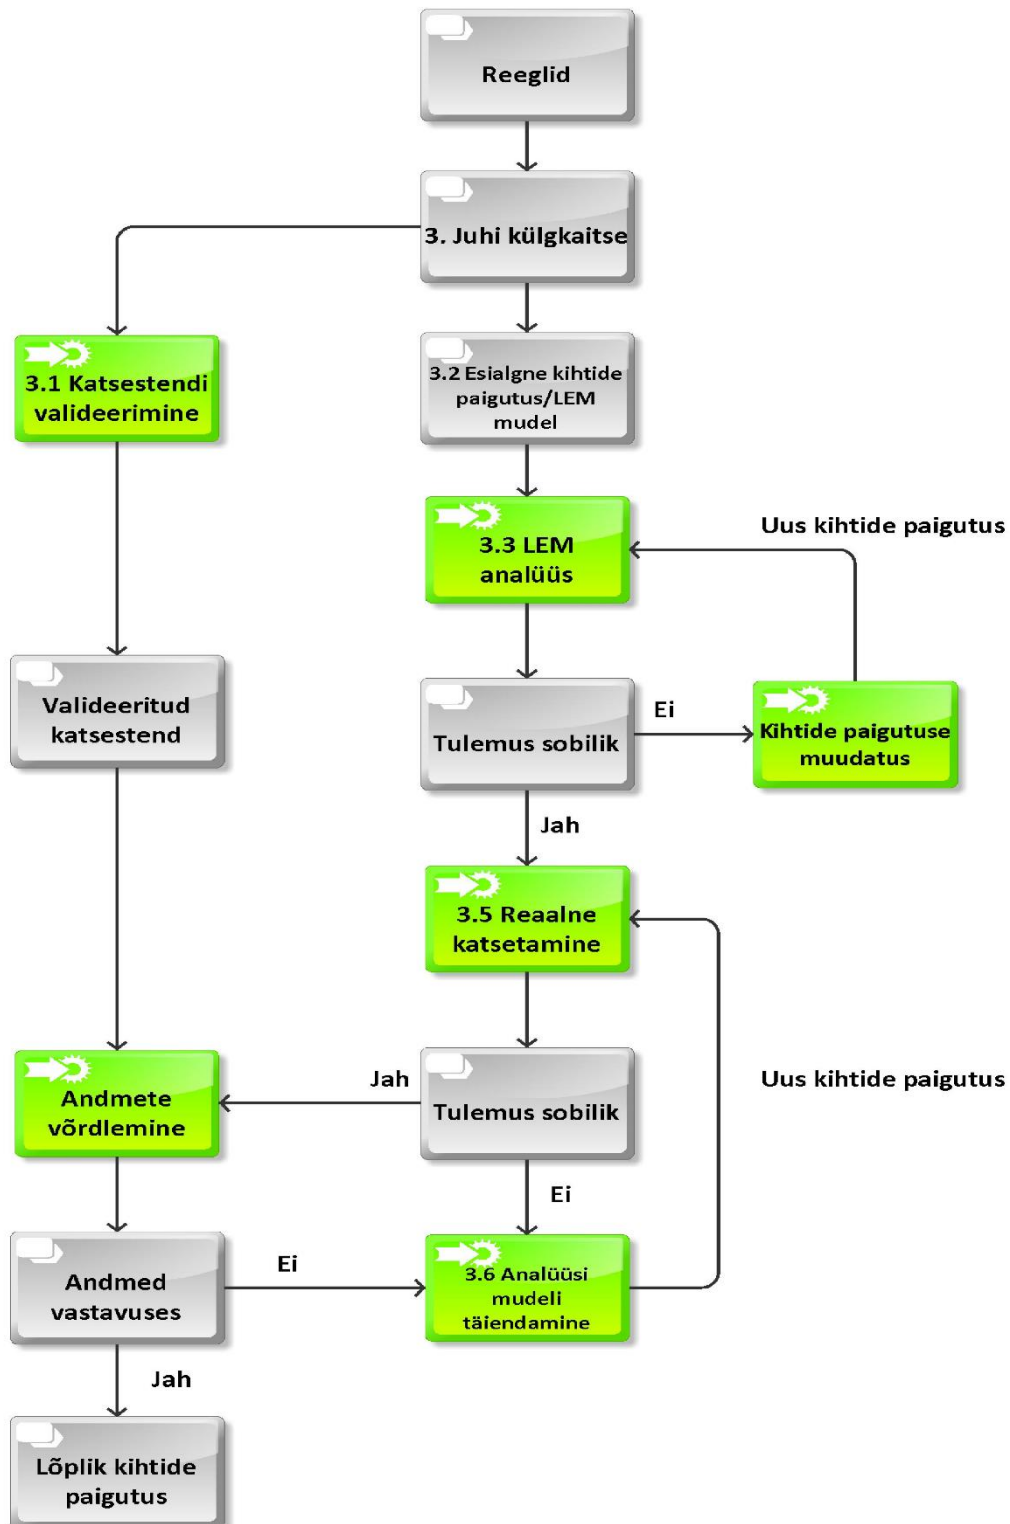 Reeglid
3. Juhi külgkaitse
3.1 Katsestendi
valideerimine
3.2 Esialgne kihtide
paigutus/LEM
mudel
3.3 LEM
analüüs
Uus kihtide paigutus
Valideeritud
katsestend
Tulemus sobilik
Ei
Kihtide paigutuse
muudatus
Jah
3.5 Reaalne
katsetamine
Andmete
võrdlemine
Jah
Tulemus sobilik
Uus kihtide paigutus
Ei
Andmed
vastavuses
Ei
3.6 Analüüsi
mudeli
täiendamine
Jah
Lõplik kihtide
paigutus